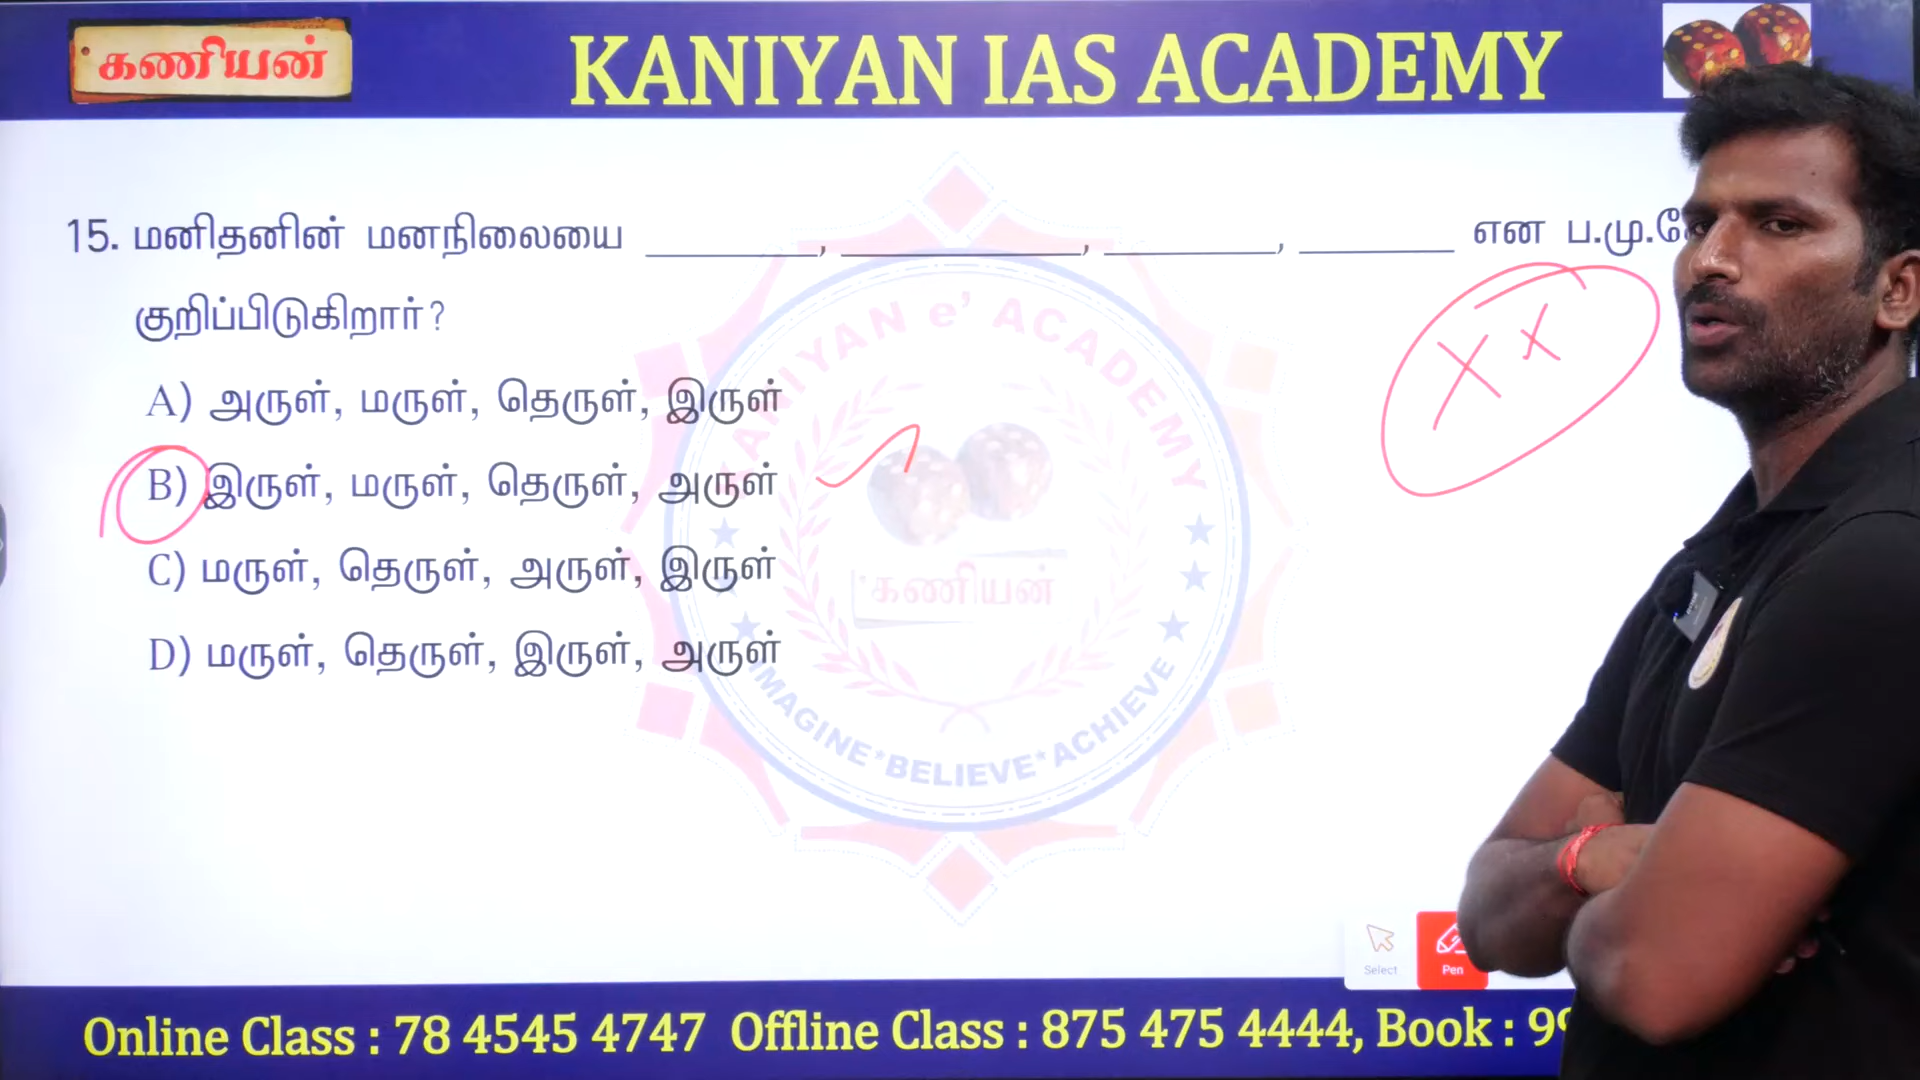 கணியன்
KANIYAN IAS ACADEMY
15. மனிதனின் மனநிலையை ________, ___________, ________, _______ என ப.மு.
குறிப்பிடுகிறார்?
A) அருள், மருள், தெருள், இருள்
B) இருள், மருள், தெருள், அருள்
C) மருள், தெருள், அருள், இருள்
D) மருள், தெருள், இருள், அருள்
X X
KANIYAN e' ACADEMY
கணியன்
IMAGINE*BELIEVE*ACHIEVE
Select
Pen
Online Class : 78 4545 4747 Offline Class : 875 475 4444, Book : 99